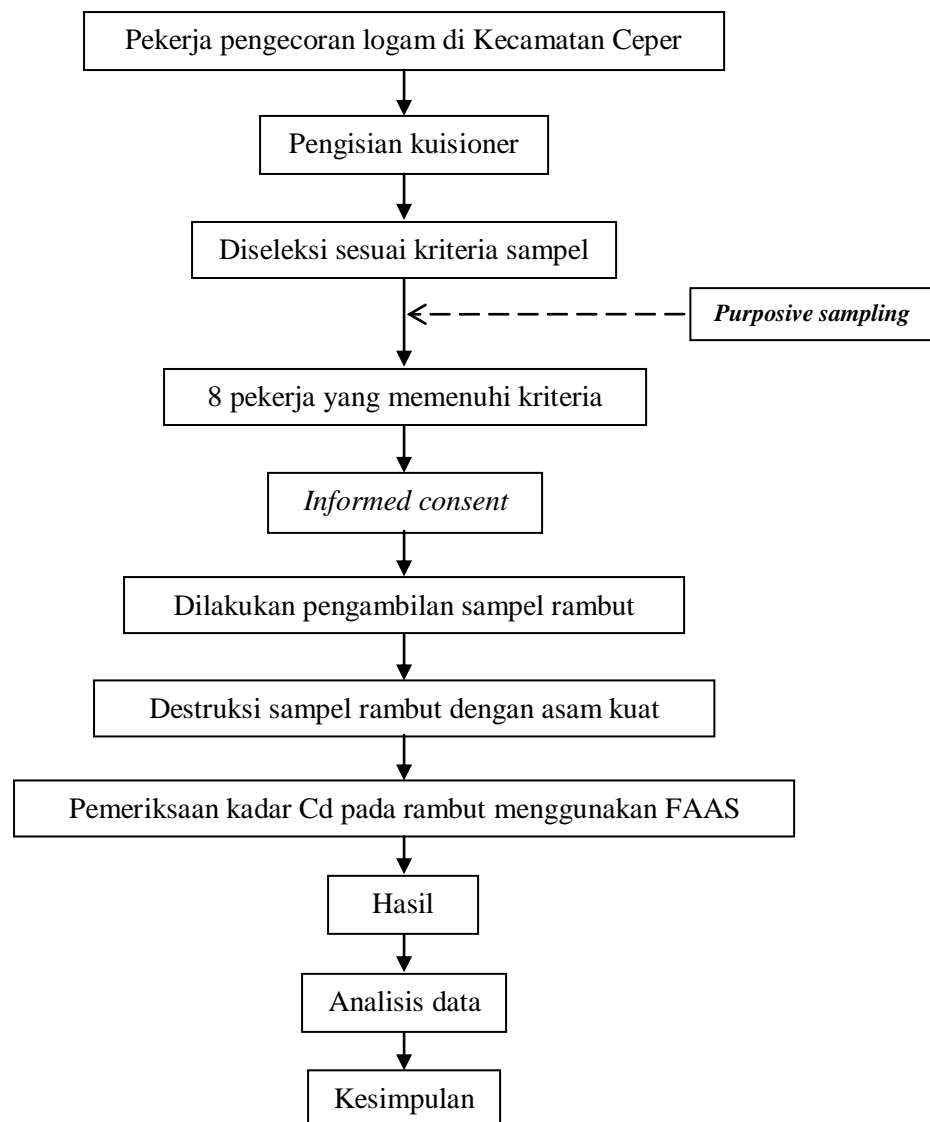 Pekerja pengecoran logam di Kecamatan Ceper
Pengisian kuisioner
Diseleksi sesuai kriteria sampel
Purposive sampling
8 pekerja yang memenuhi kriteria
Informed consent
Dilakukan pengambilan sampel rambut
Destruksi sampel rambut dengan asam kuat
Pemeriksaan kadar Cd pada rambut menggunakan FAAS
Hasil
Analisis data
Kesimpulan